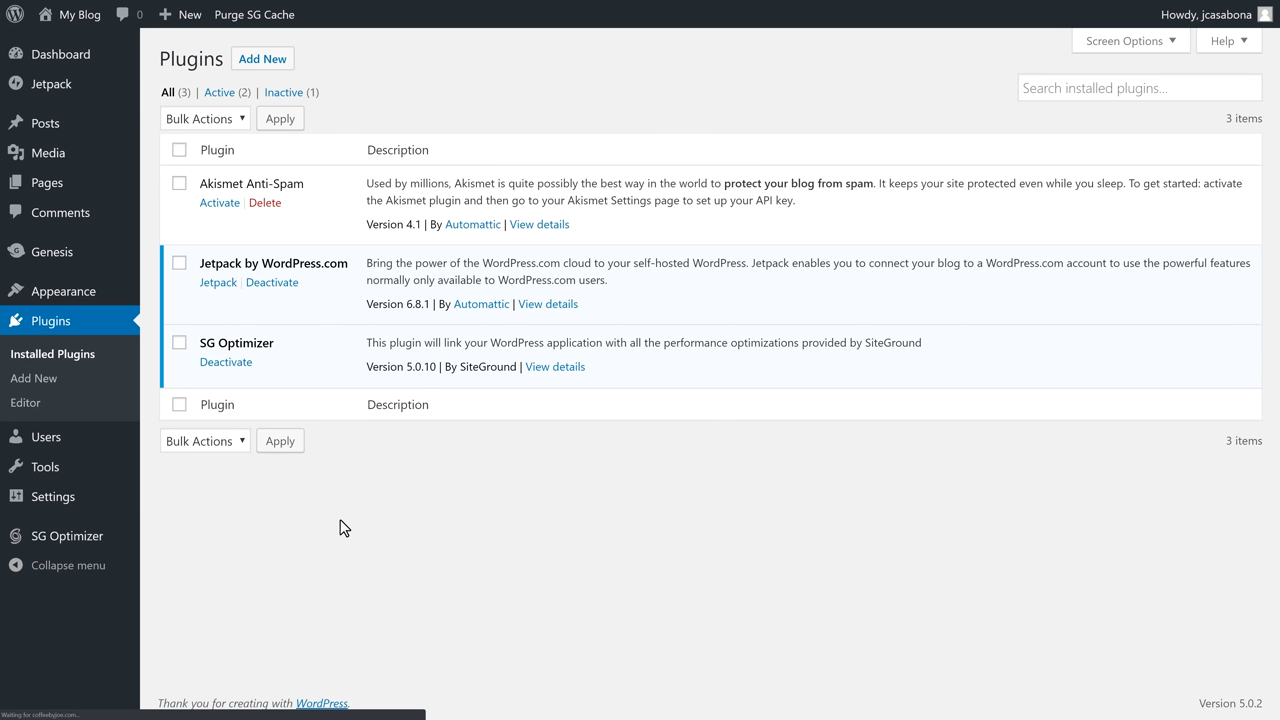 My Blog 0 New Purge SG Cache Howdy, jcasabona
Screen Options Help
Dashboard
Jetpack
Posts
Media
Pages
Comments
Genesis
Appearance
Plugins
Installed Plugins
Add New
Editor
Users
Tools
Settings
SG Optimizer
Collapse menu
Plugins Add New
All (3) | Active (2) | Inactive (1)
Search installed plugins...
Bulk Actions Apply 3 items
Plugin Description
Akismet Anti-Spam
Activate | Delete
Used by millions, Akismet is quite possibly the best way in the world to protect your blog from spam. It keeps your site protected even while you sleep. To get started: activate
the Akismet plugin and then go to your Akismet Settings page to set up your API key.
Version 4.1 | By Automattic | View details
Jetpack by WordPress.com
Jetpack | Deactivate
Bring the power of the WordPress.com cloud to your self-hosted WordPress. Jetpack enables you to connect your blog to a WordPress.com account to use the powerful features
normally only available to WordPress.com users.
Version 6.8.1 | By Automattic | View details
SG Optimizer
Deactivate
This plugin will link your WordPress application with all the performance optimizations provided by SiteGround
Version 5.0.10 | By SiteGround | View details
Plugin Description
Bulk Actions Apply 3 items
Thank you for creating with WordPress. Version 5.0.2
Waiting for coffeebyjoe.com...